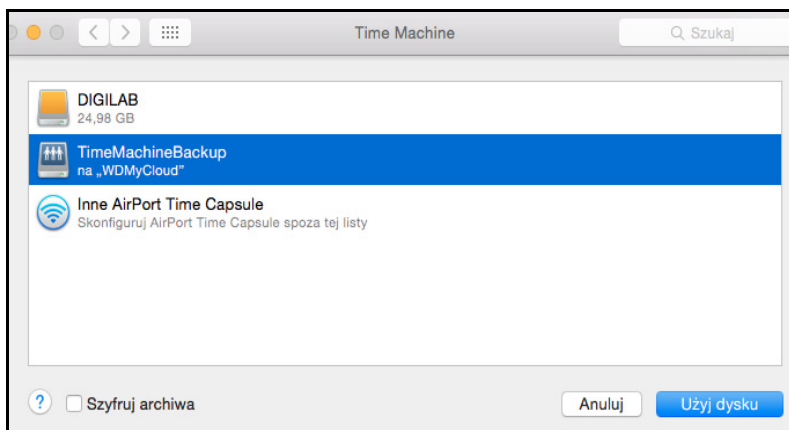 Time Machine
Szukaj
DIGILAB
24,98 GB
TimeMachineBackup
na „WDMyCloud”
Inne AirPort Time Capsule
Skonfiguruj AirPort Time Capsule spoza tej listy
?
Szyfruj archiwa
Anuluj
Użyj dysku